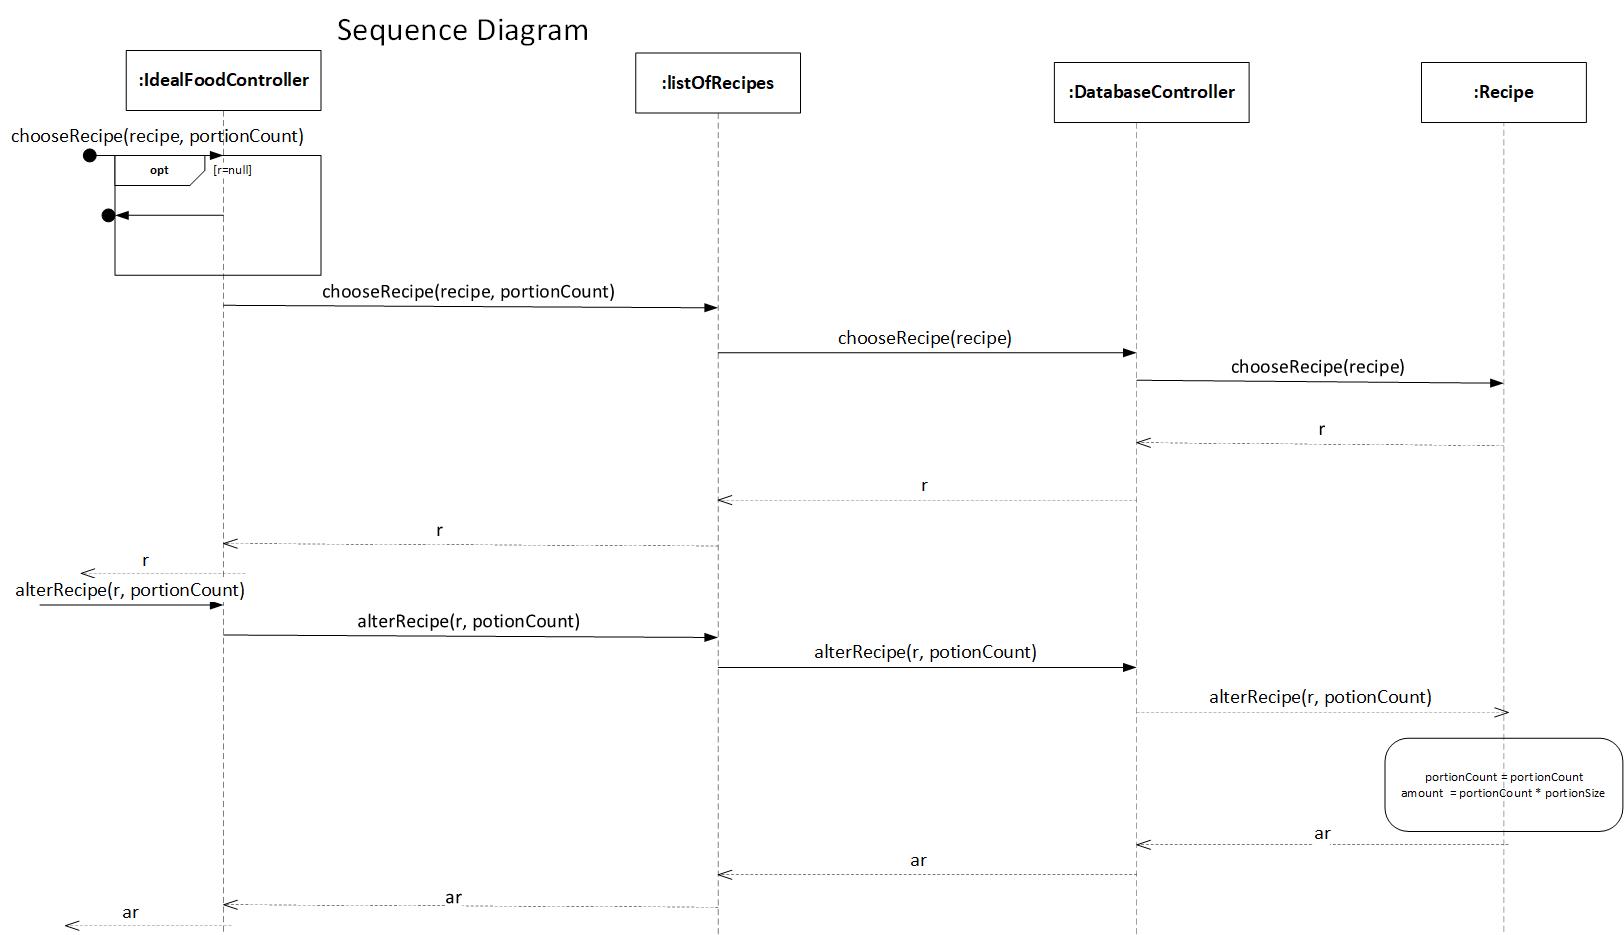 Sequence Diagram
:IdealFoodController
:listOfRecipes
:DatabaseController
:Recipe
chooseRecipe(recipe, portionCount)
opt
[r=null]
chooseRecipe(recipe, portionCount)
chooseRecipe(recipe)
chooseRecipe(recipe)
r
r
r
r
alterRecipe(r, portionCount)
alterRecipe(r, potionCount)
alterRecipe(r, potionCount)
alterRecipe(r, potionCount)
portionCount = portionCount
amount = portionCount * portionSize
ar
ar
ar
ar